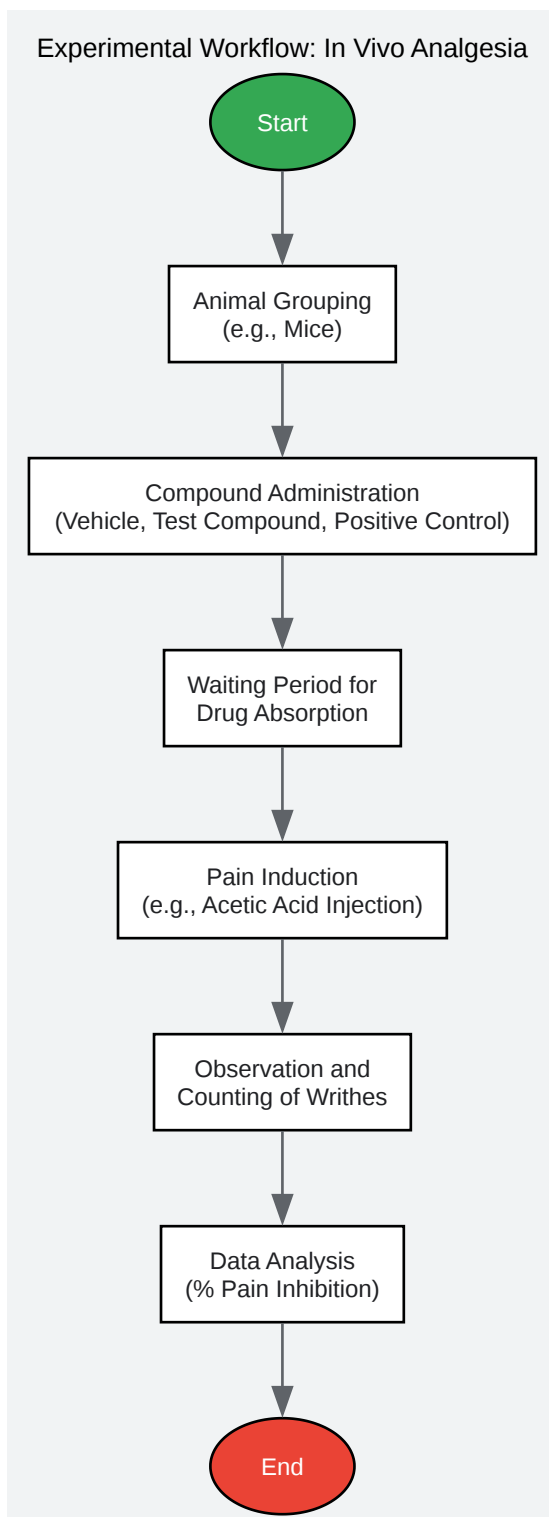 Experimental Workflow: In Vivo Analgesia
Start
Animal Grouping
(e.g., Mice)
Compound Administration
(Vehicle, Test Compound, Positive Control)
Waiting Period for
Drug Absorption
Pain Induction
(e.g., Acetic Acid Injection)
Observation and
Counting of Writhes
Data Analysis
(% Pain Inhibition)
End